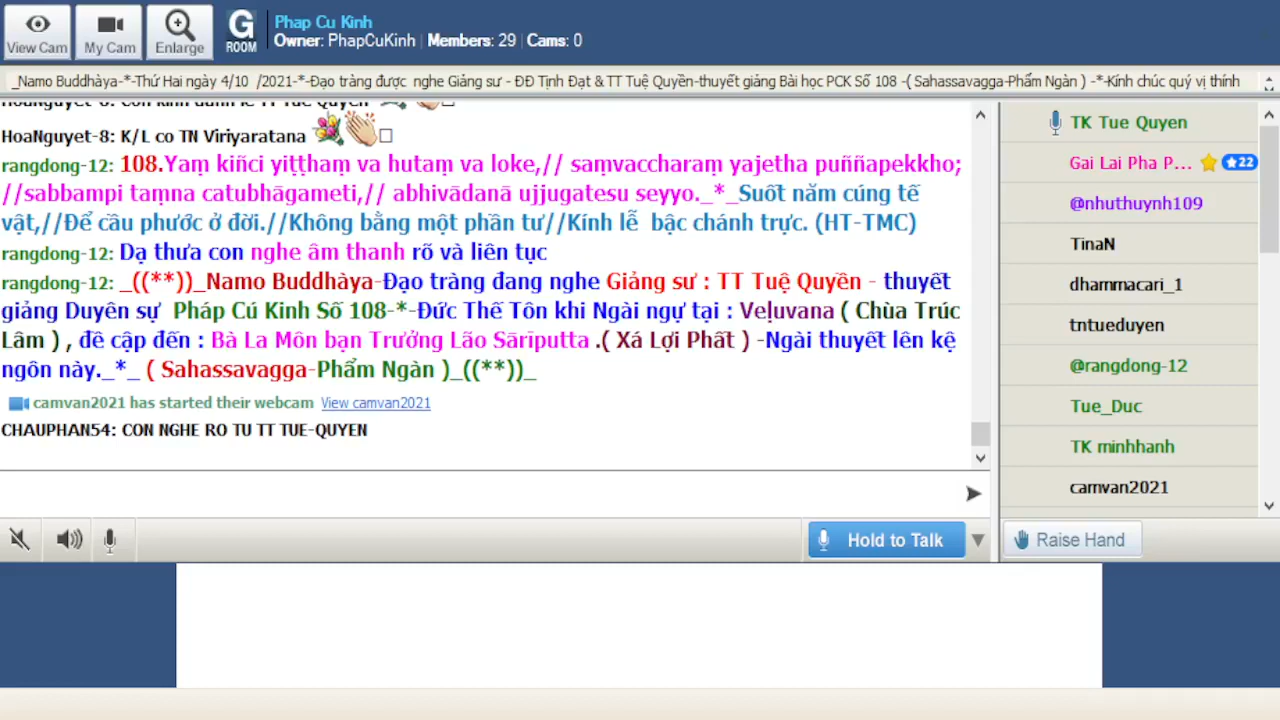 View Cam
My Cam
Enlarge
G
ROOM
Phap Cu Kinh
Owner: PhapCuKinh | Members: 29 | Cams: 0
_Namo Buddhàya-*-Thứ Hai ngày 4/10 /2021-*-Đạo tràng được nghe Giảng sư - ĐĐ Tịnh Đạt & TT Tuệ Quyền-thuyết giảng Bài học PCK Số 108 -( Sahassavagga-Phẩm Ngàn ) -*-Kính chúc quý vị thính
HoaNguyet-8: Con kính đảnh lễ TT Tuệ Quyền
HoaNguyet-8: K/L co TN Viriyaratana
rangdong-12: 108.Yaṃ kiñci yiṭṭhaṃ va hutaṃ va loke,// saṃvaccharaṃ yajetha puññapekkho;
//sabbampi taṃna catubhāgameti,// abhivādanā ujjugatesu seyyo._*_Suốt năm cúng tế
vật,//Để cầu phước ở đời.//Không bằng một phần tư//Kính lễ bậc chánh trực. (HT-TMC)
rangdong-12: Dạ thưa con nghe âm thanh rõ và liên tục
rangdong-12: _((**))_Namo Buddhàya-Đạo tràng đang nghe Giảng sư : TT Tuệ Quyền - thuyết
giảng Duyên sự Pháp Cú Kinh Số 108-*-Đức Thế Tôn khi Ngài ngự tại : Veḷuvana ( Chùa Trúc
Lâm ) , đề cập đến : Bà La Môn bạn Trưởng Lão Sārīputta .( Xá Lợi Phất ) -Ngài thuyết lên kệ
ngôn này._*_ ( Sahassavagga-Phẩm Ngàn )_((**))_
camvan2021 has started their webcam View camvan2021
CHAUPHAN54: CON NGHE RO TU TT TUE-QUYEN
Hold to Talk
TK Tue Quyen
Gai Lai Pha P... 22
@nhuthuynh109
TinaN
dhammacari_1
tntueduyen
@rangdong-12
Tue_Duc
TK minhhanh
camvan2021
Raise Hand